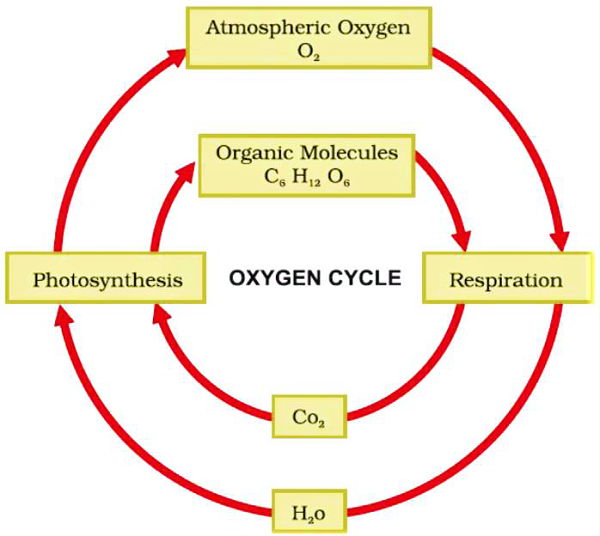 Atmospheric Oxygen
O₂
Organic Molecules
C₆ H₁₂ O₆
Photosynthesis
OXYGEN CYCLE
Respiration
Co₂
H₂o